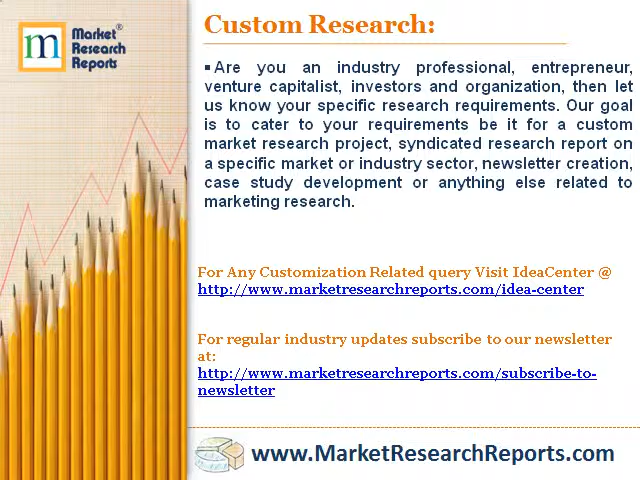 m
Market®
Research
Reports
Custom Research:
▪Are you an industry professional, entrepreneur,
venture capitalist, investors and organization, then let
us know your specific research requirements. Our goal
is to cater to your requirements be it for a custom
market research project, syndicated research report on
a specific market or industry sector, newsletter creation,
case study development or anything else related to
marketing research.
For Any Customization Related query Visit IdeaCenter @
http://www.marketresearchreports.com/idea-center
For regular industry updates subscribe to our newsletter
at:
http://www.marketresearchreports.com/subscribe-to-
newsletter
www.MarketResearchReports.com